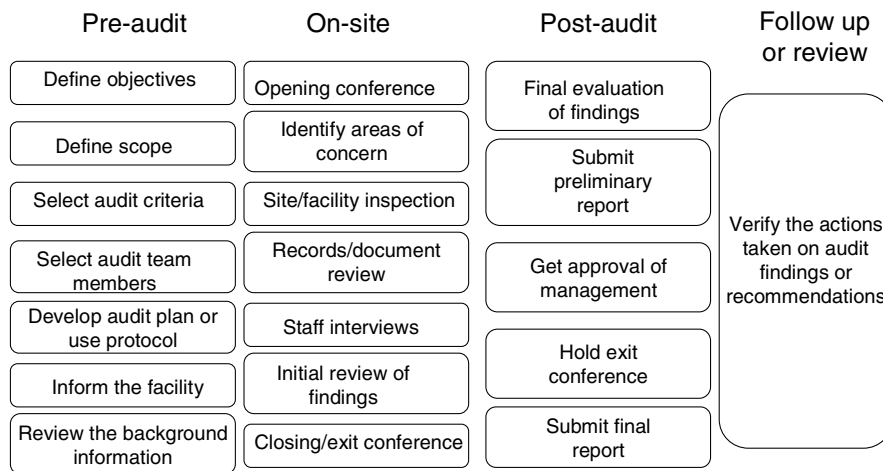 Pre-audit
Define objectives
Define scope
Select audit criteria
Select audit team
members
Develop audit plan or
use protocol
Inform the facility
Review the background
information
On-site
Opening conference
Identify areas of
concern
Site/facility inspection
Records/document
review
Staff interviews
Initial review of
findings
Closing/exit conference
Post-audit
Final evaluation
of findings
Submit
preliminary
report
Get approval of
management
Hold exit
conference
Submit final
report
Follow up
or review
Verify the actions
taken on audit
findings or
recommendations